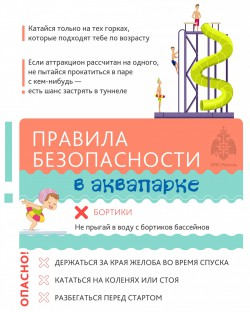 Катайся только на тех горках,
которые подходят тебе по возрасту
Если аттракцион рассчитан на одного,
не пытайся прокатиться в паре
с кем-нибудь —
есть шанс застрять в туннеле
ПРАВИЛА
БЕЗОПАСНОСТИ
в аквапарке
БОРТИКИ
Не прыгай в воду с бортиков бассейнов
ОПАСНО!
ДЕРЖАТЬСЯ ЗА КРАЯ ЖЕЛОБА ВО ВРЕМЯ СПУСКА
КАТАТЬСЯ НА КОЛЕНЯХ ИЛИ СТОЯ
РАЗБЕГАТЬСЯ ПЕРЕД СТАРТОМ